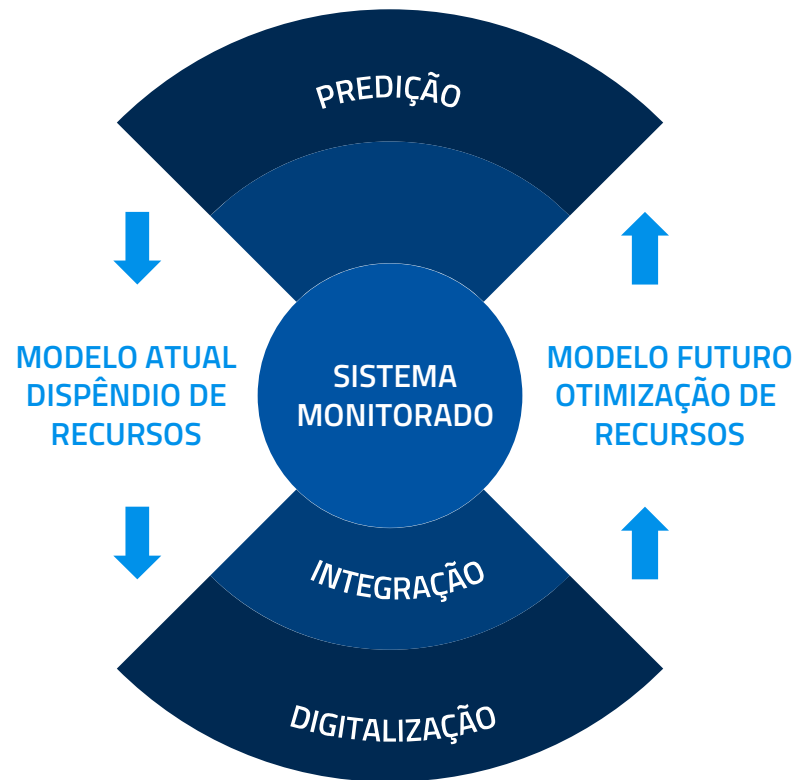 PREDIÇÃO
MODELO ATUAL
DISPÊNDIO DE
RECURSOS
SISTEMA
MONITORADO
MODELO FUTURO
OTIMIZAÇÃO DE
RECURSOS
INTEGRAÇÃO
DIGITALIZAÇÃO